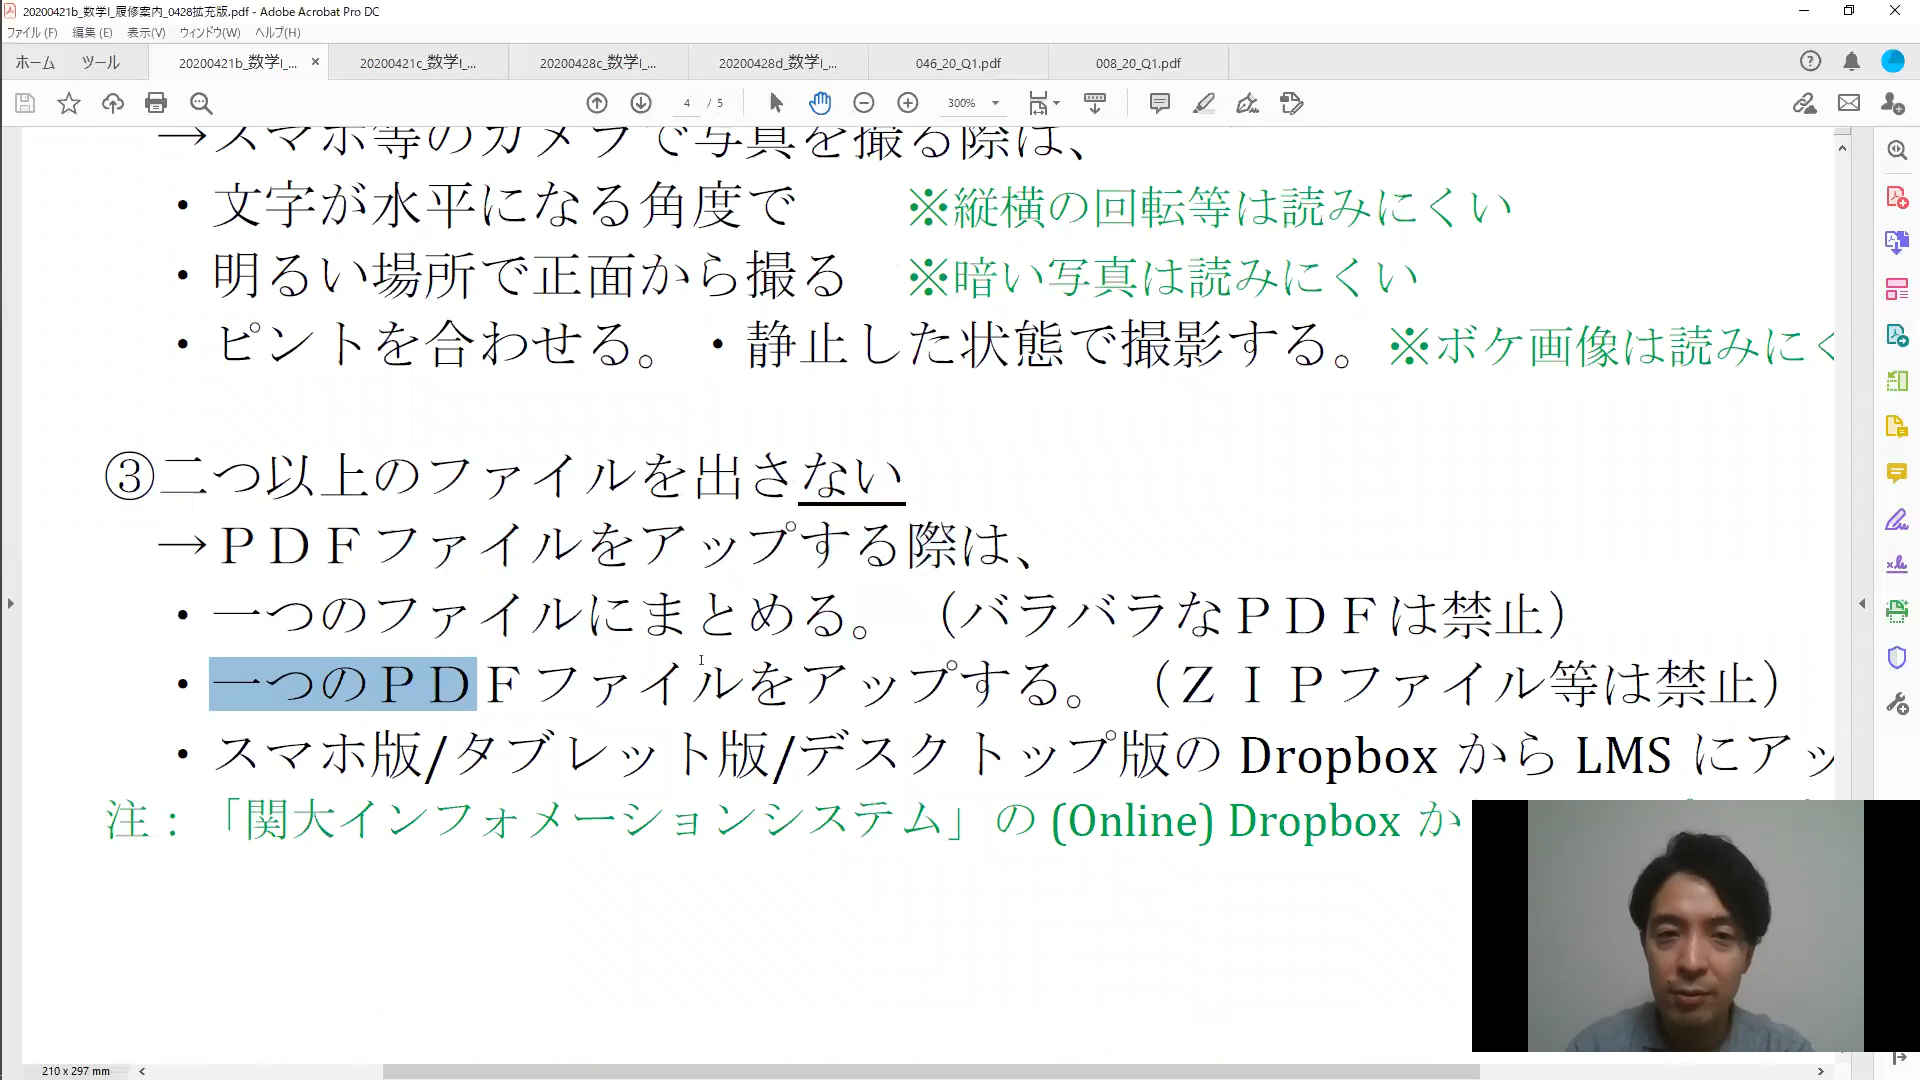 20200421b_数学I_履修案内_0428拡充版.pdf - Adobe Acrobat Pro DC
ファイル(F) 編集(E) 表示(V) ウィンドウ(W) ヘルプ(H)
ホーム ツール 20200421b_数学I_... × 20200421c_数学I_... 20200428c_数学I_... 20200428d_数学I_... 046_20_Q1.pdf 008_20_Q1.pdf
4 / 5 300%
→スマホ等のカメラで写真を撮る際は、
・文字が水平になる角度で ※縦横の回転等は読みにくい
・明るい場所で正面から撮る ※暗い写真は読みにくい
・ピントを合わせる。・静止した状態で撮影する。※ボケ画像は読みにく
③二つ以上のファイルを出さない
→ＰＤＦファイルをアップする際は、
・一つのファイルにまとめる。（バラバラなＰＤＦは禁止）
・一つのＰＤＦファイルをアップする。（ＺＩＰファイル等は禁止）
・スマホ版/タブレット版/デスクトップ版の Dropbox から LMS にアッ
注：「関大インフォメーションシステム」の (Online) Dropbox か
210 x 297 mm